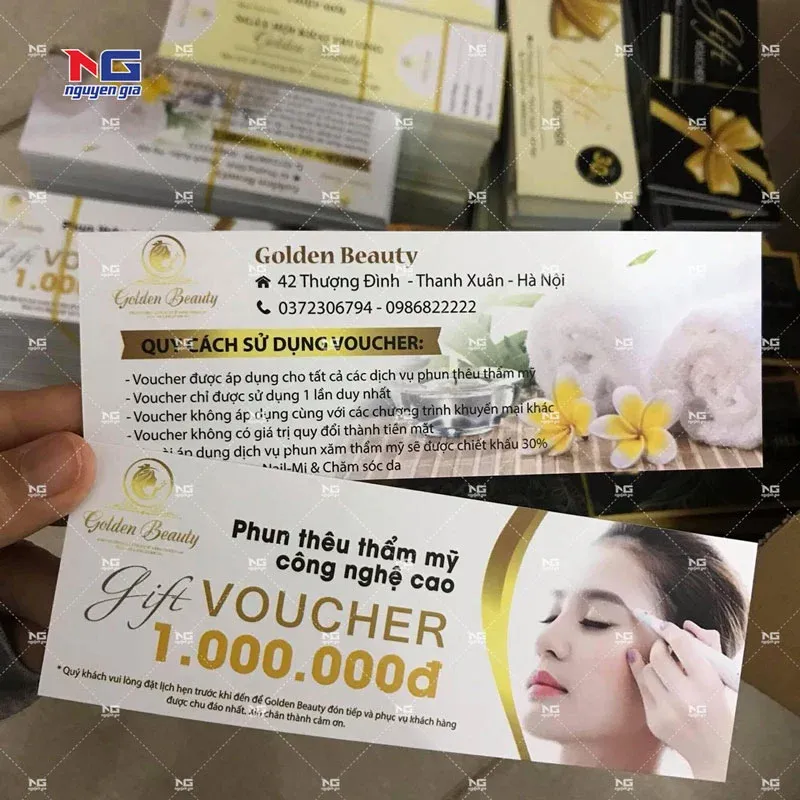 NG
nguyen gia
Golden Beauty
Golden Beauty
42 Thượng Đình - Thanh Xuân - Hà Nội
0372306794 - 0986822222
Golden Beauty
QUY CÁCH SỬ DỤNG VOUCHER:
- Voucher được áp dụng cho tất cả các dịch vụ phun thêu thẩm mỹ
- Voucher chỉ được sử dụng 1 lần duy nhất
- Voucher không áp dụng cùng với các chương trình khuyến mại khác
- Voucher không có giá trị quy đổi thành tiền mặt
áp dụng dịch vụ phun xăm thẩm mỹ sẽ được chiết khấu 30%
Nail-Mi & Chăm sóc da
Golden Beauty
Phun thêu thẩm mỹ
công nghệ cao
Gift VOUCHER
1.000.000đ
* Quý khách vui lòng đặt lịch hẹn trước khi đến để Golden Beauty đón tiếp và phục vụ khách hàng
được chu đáo nhất. Xin chân thành cảm ơn.